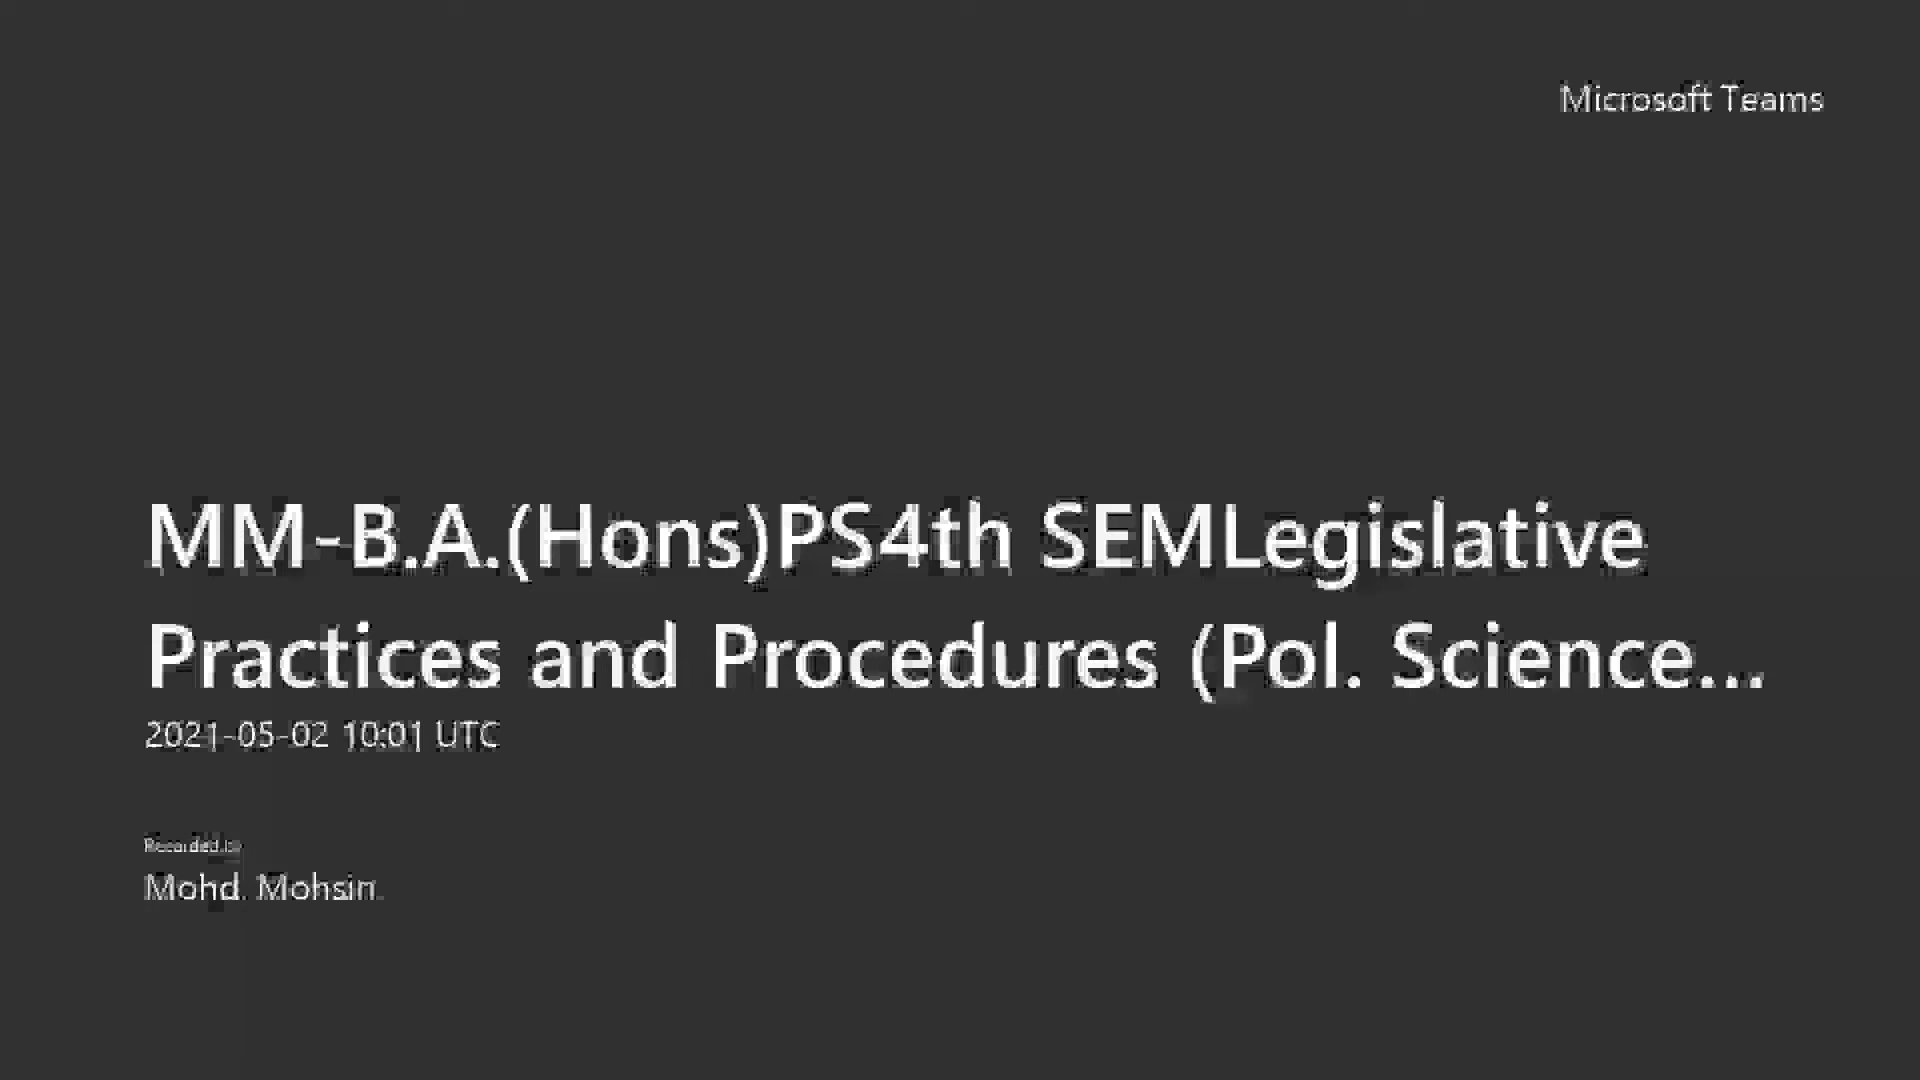 Microsoft Teams
MM-B.A.(Hons)PS4th SEMLegislative
Practices and Procedures (Pol. Science...
2021-05-02 10:01 UTC
Recorded by
Mohd. Mohsin.